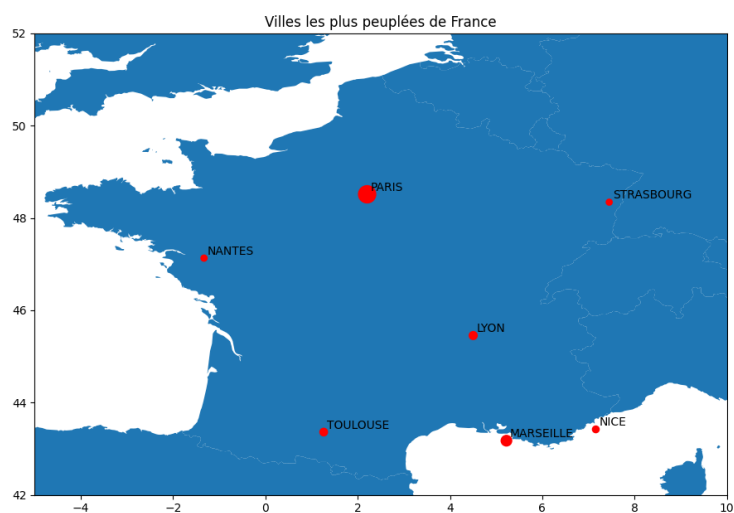 Villes les plus peuplées de France
52
50
48
46
44
42
PARIS
STRASBOURG
NANTES
LYON
TOULOUSE
MARSEILLE
NICE
−4
−2
0
2
4
6
8
10